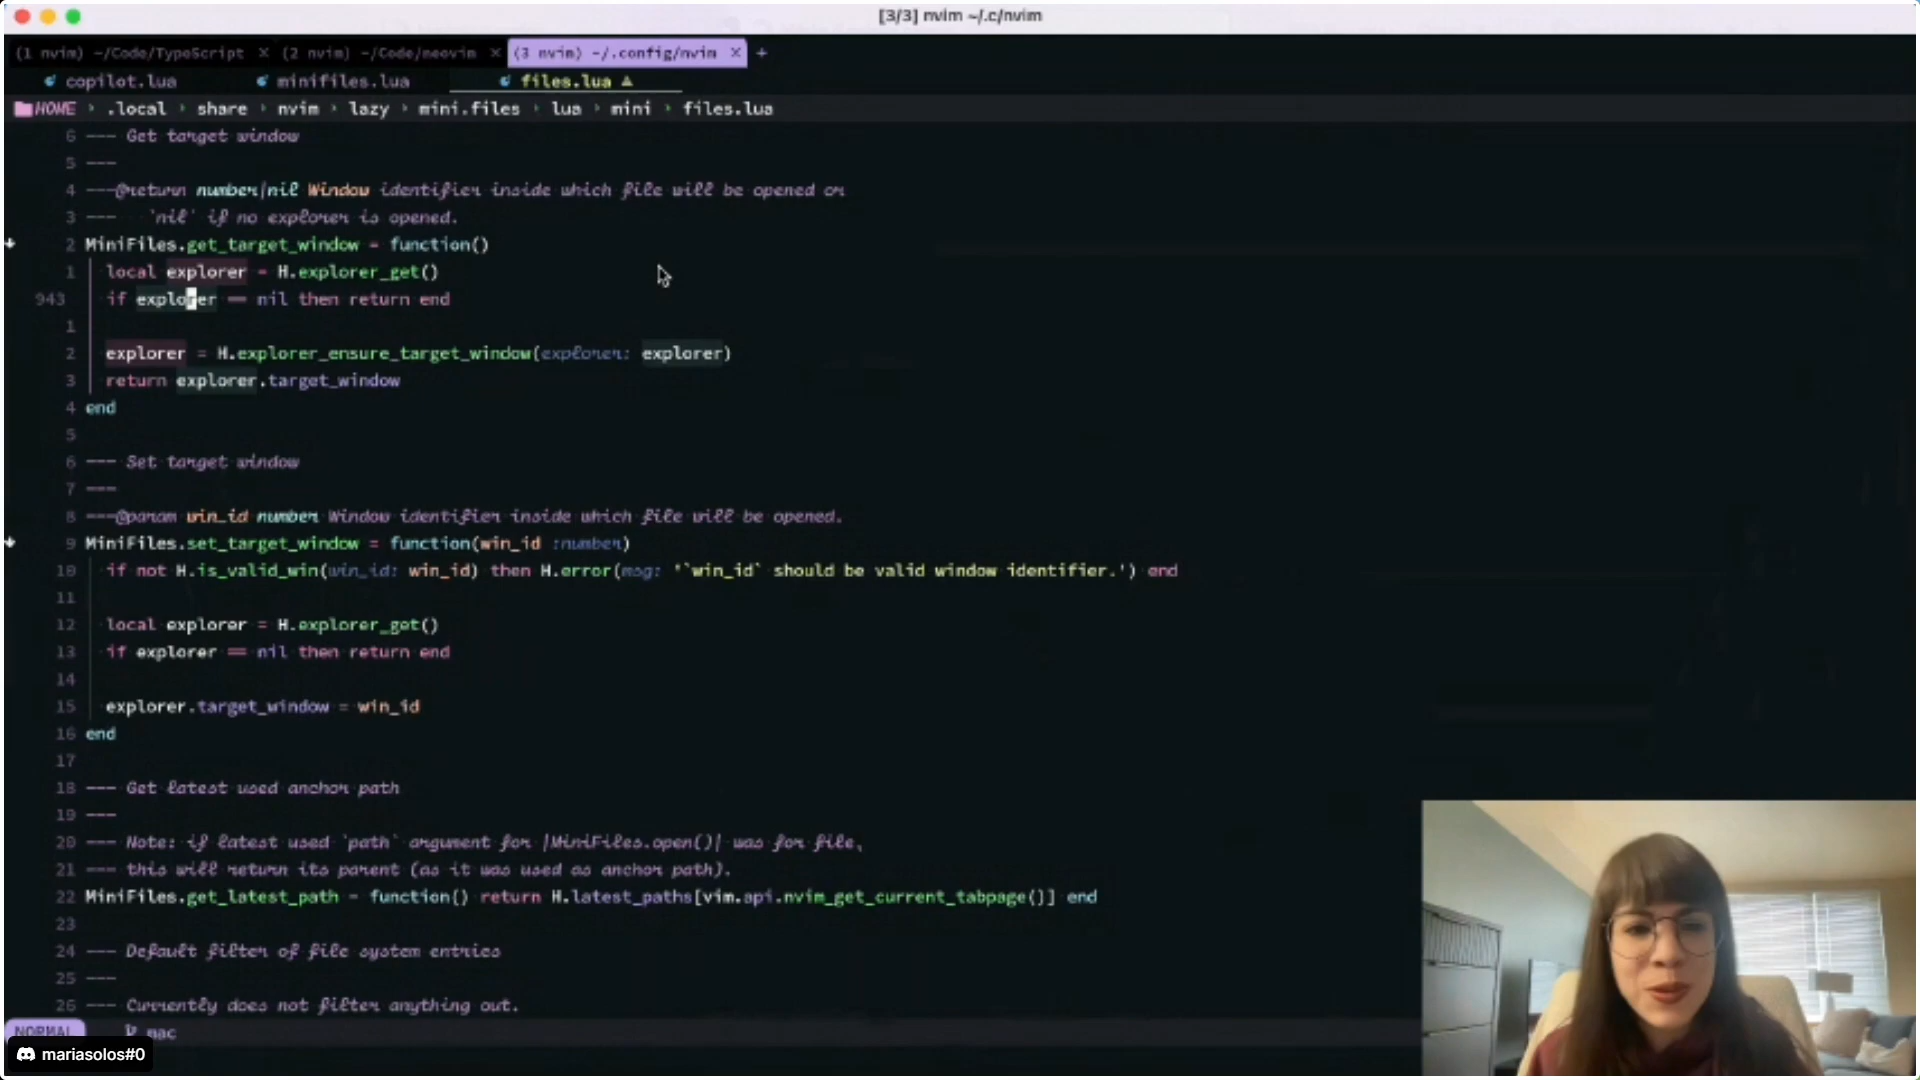 [3/3] nvim ~/.c/nvim
(1 nvim) ~/Code/TypeScript × (2 nvim) ~/Code/neovim × (3 nvim) ~/.config/nvim × +
copilot.lua minifiles.lua files.lua
HOME › .local › share › nvim › lazy › mini.files › lua › mini › files.lua
6 --- Get target window
5 ---
4 ---@return number|nil Window identifier inside which file will be opened or
3 --- `nil` if no explorer is opened.
2 MiniFiles.get_target_window = function()
1 local explorer = H.explorer_get()
943 if explorer == nil then return end
1
2 explorer = H.explorer_ensure_target_window(explorer: explorer)
3 return explorer.target_window
4 end
5
6 --- Set target window
7 ---
8 ---@param win_id number Window identifier inside which file will be opened.
9 MiniFiles.set_target_window = function(win_id :number)
10 if not H.is_valid_win(win_id: win_id) then H.error(msg: '`win_id` should be valid window identifier.') end
11
12 local explorer = H.explorer_get()
13 if explorer == nil then return end
14
15 explorer.target_window = win_id
16 end
17
18 --- Get latest used anchor path
19 ---
20 --- Note: if latest used `path` argument for |MiniFiles.open()| was for file,
21 --- this will return its parent (as it was used as anchor path).
22 MiniFiles.get_latest_path = function() return H.latest_paths[vim.api.nvim_get_current_tabpage()] end
23
24 --- Default filter of file system entries
25 ---
26 --- Currently does not filter anything out.
NORMAL mac
mariasolos#0